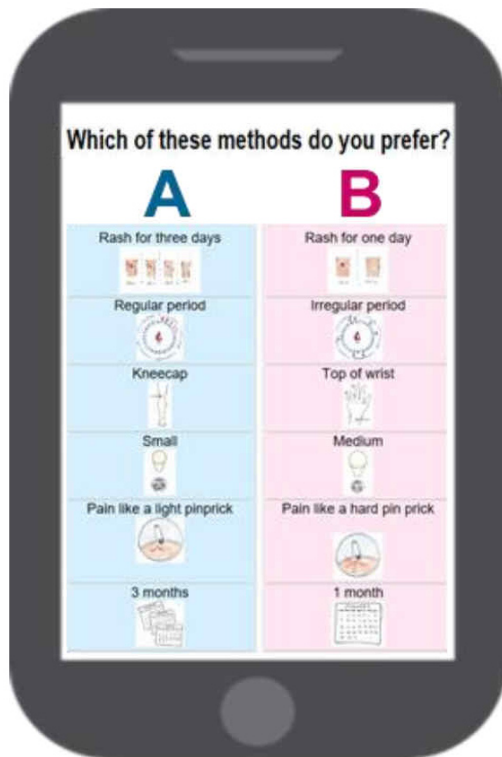 Which of these methods do you prefer?
A B
Rash for three days Rash for one day
Regular period Irregular period
Kneecap Top of wrist
Small Medium
Pain like a light pinprick Pain like a hard pin prick
3 months 1 month